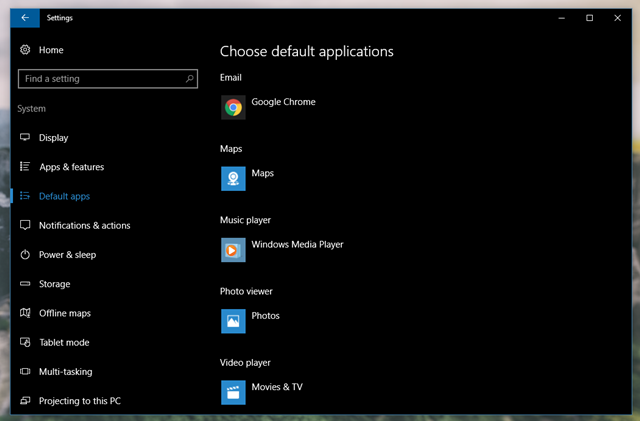 Settings
Home
Find a setting
System
Display
Apps & features
Default apps
Notifications & actions
Power & sleep
Storage
Offline maps
Tablet mode
Multi-tasking
Projecting to this PC
Choose default applications
Email
Google Chrome
Maps
Maps
Music player
Windows Media Player
Photo viewer
Photos
Video player
Movies & TV